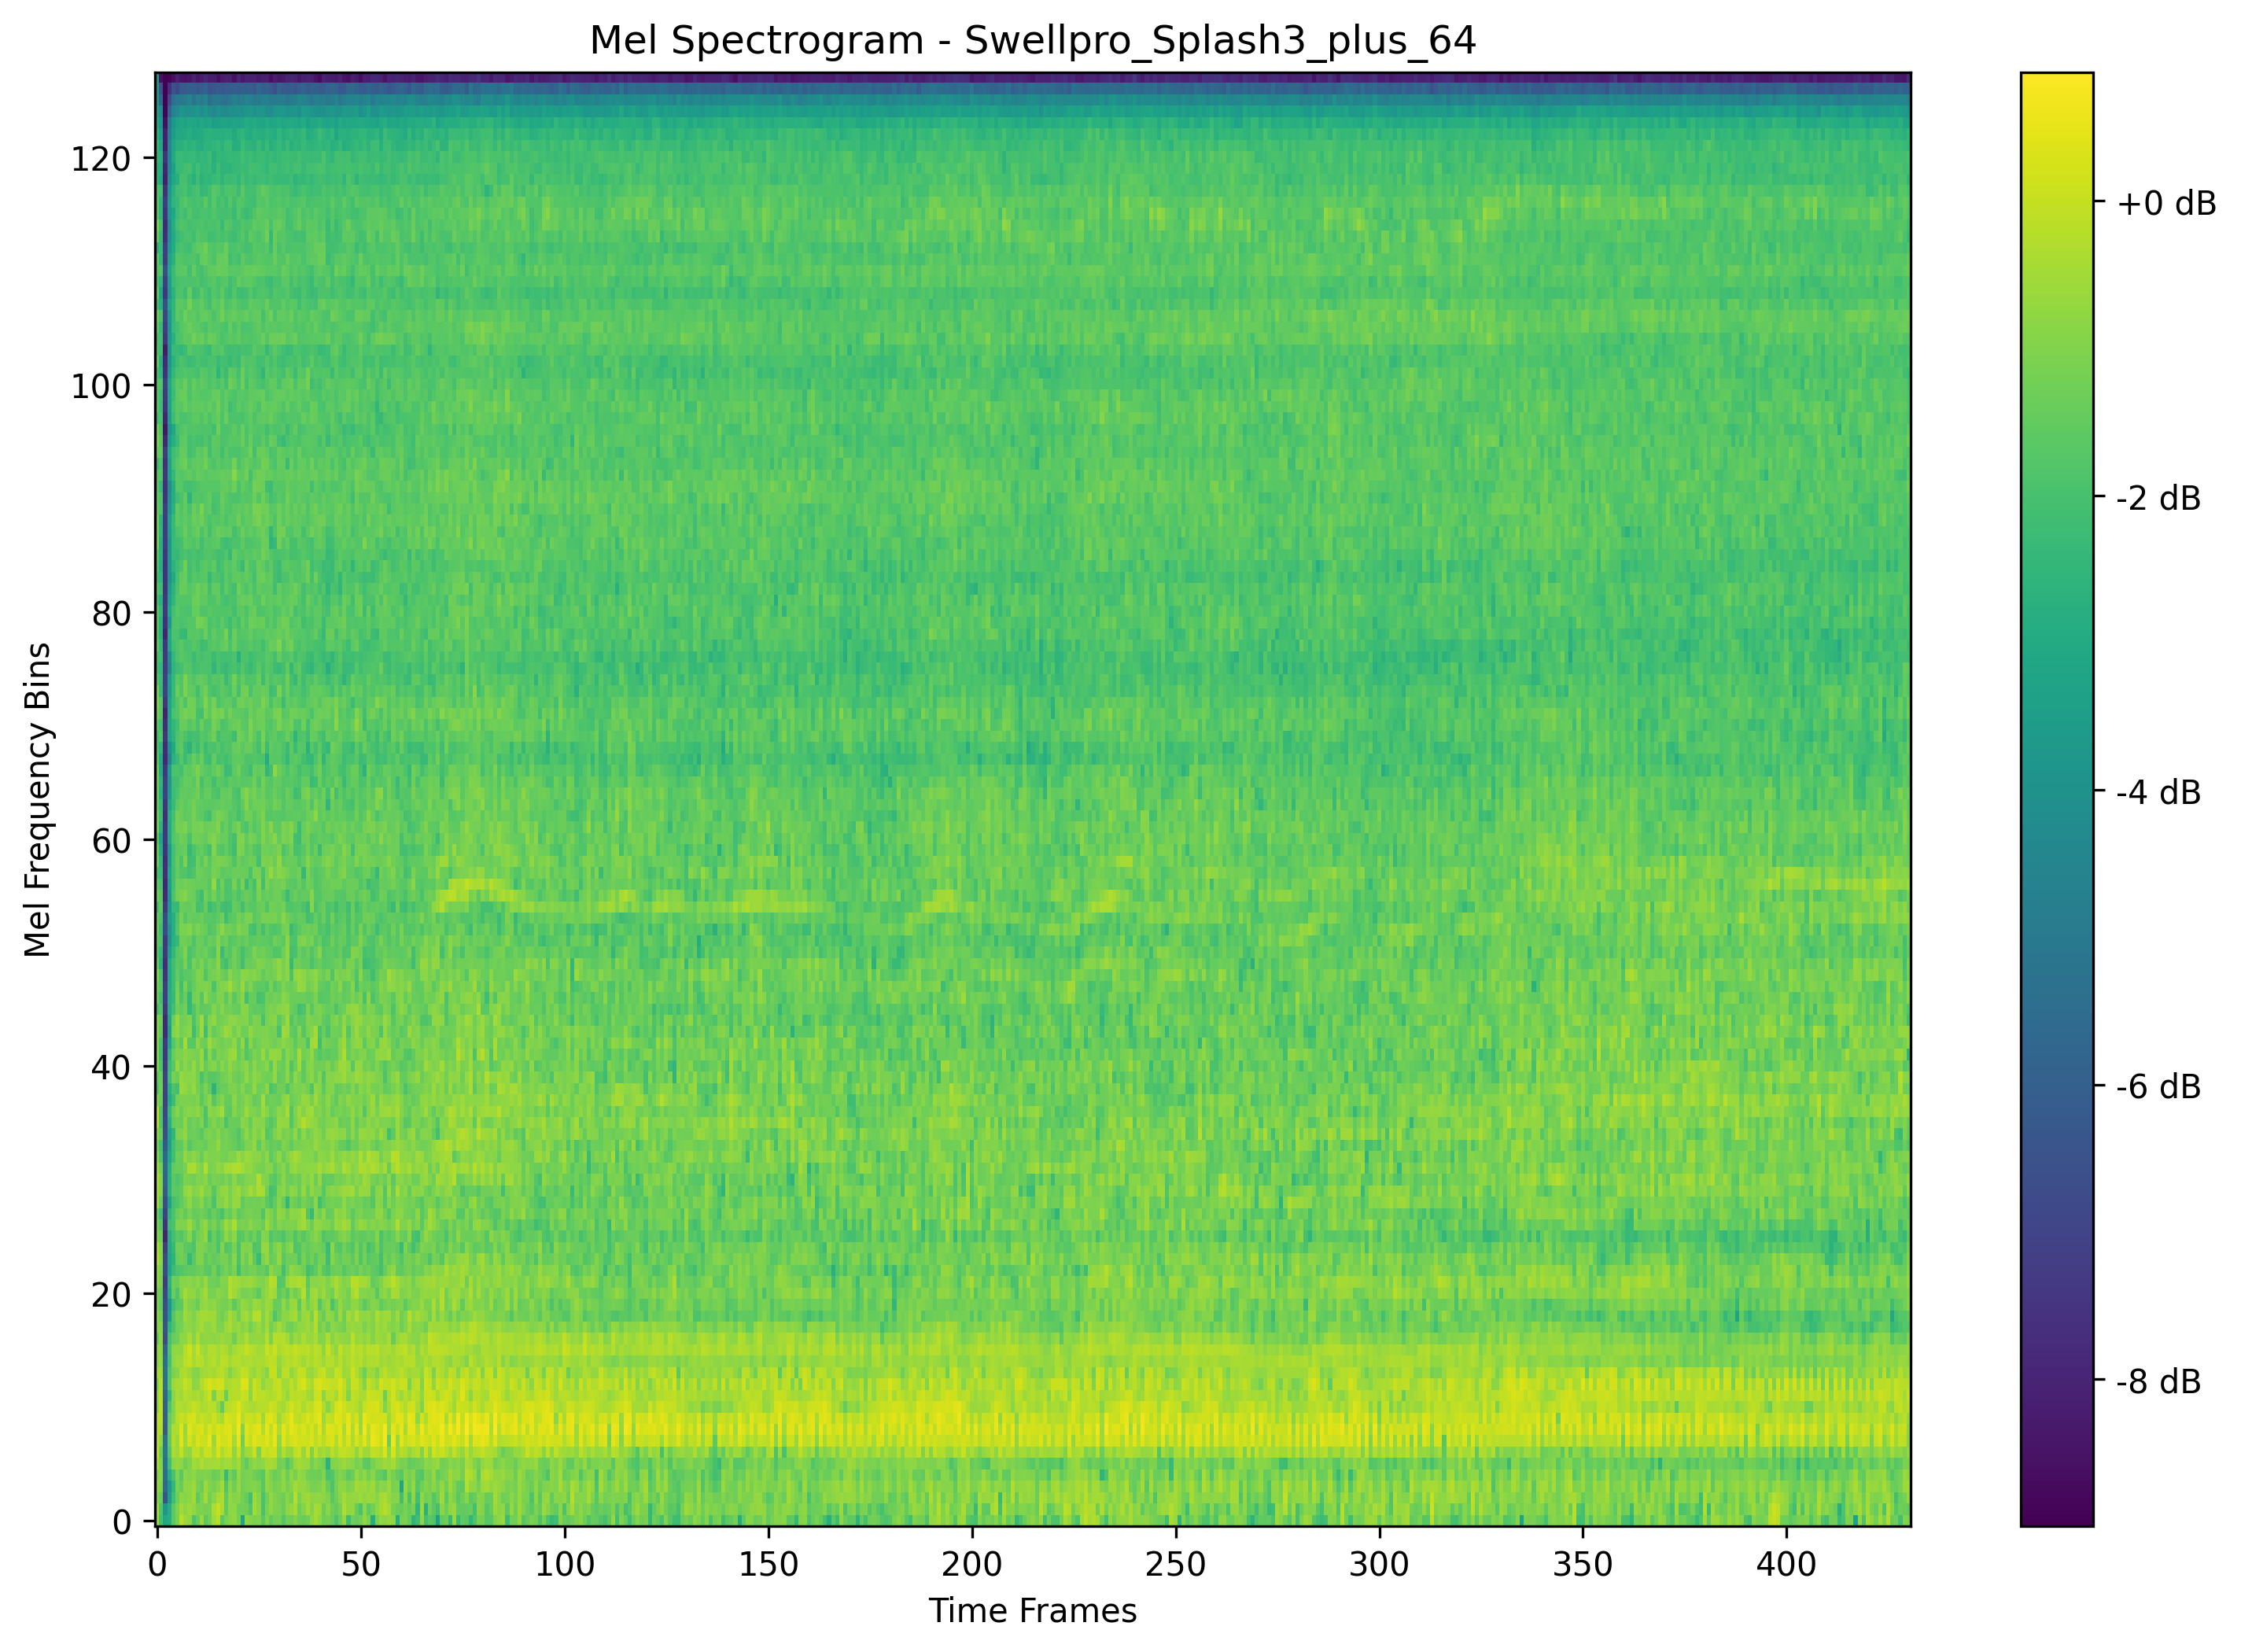 Mel Spectrogram - Swellpro_Splash3_plus_64
Mel Frequency Bins
120
100
80
60
40
20
0
0 50 100 150 200 250 300 350 400
Time Frames
+0 dB
-2 dB
-4 dB
-6 dB
-8 dB